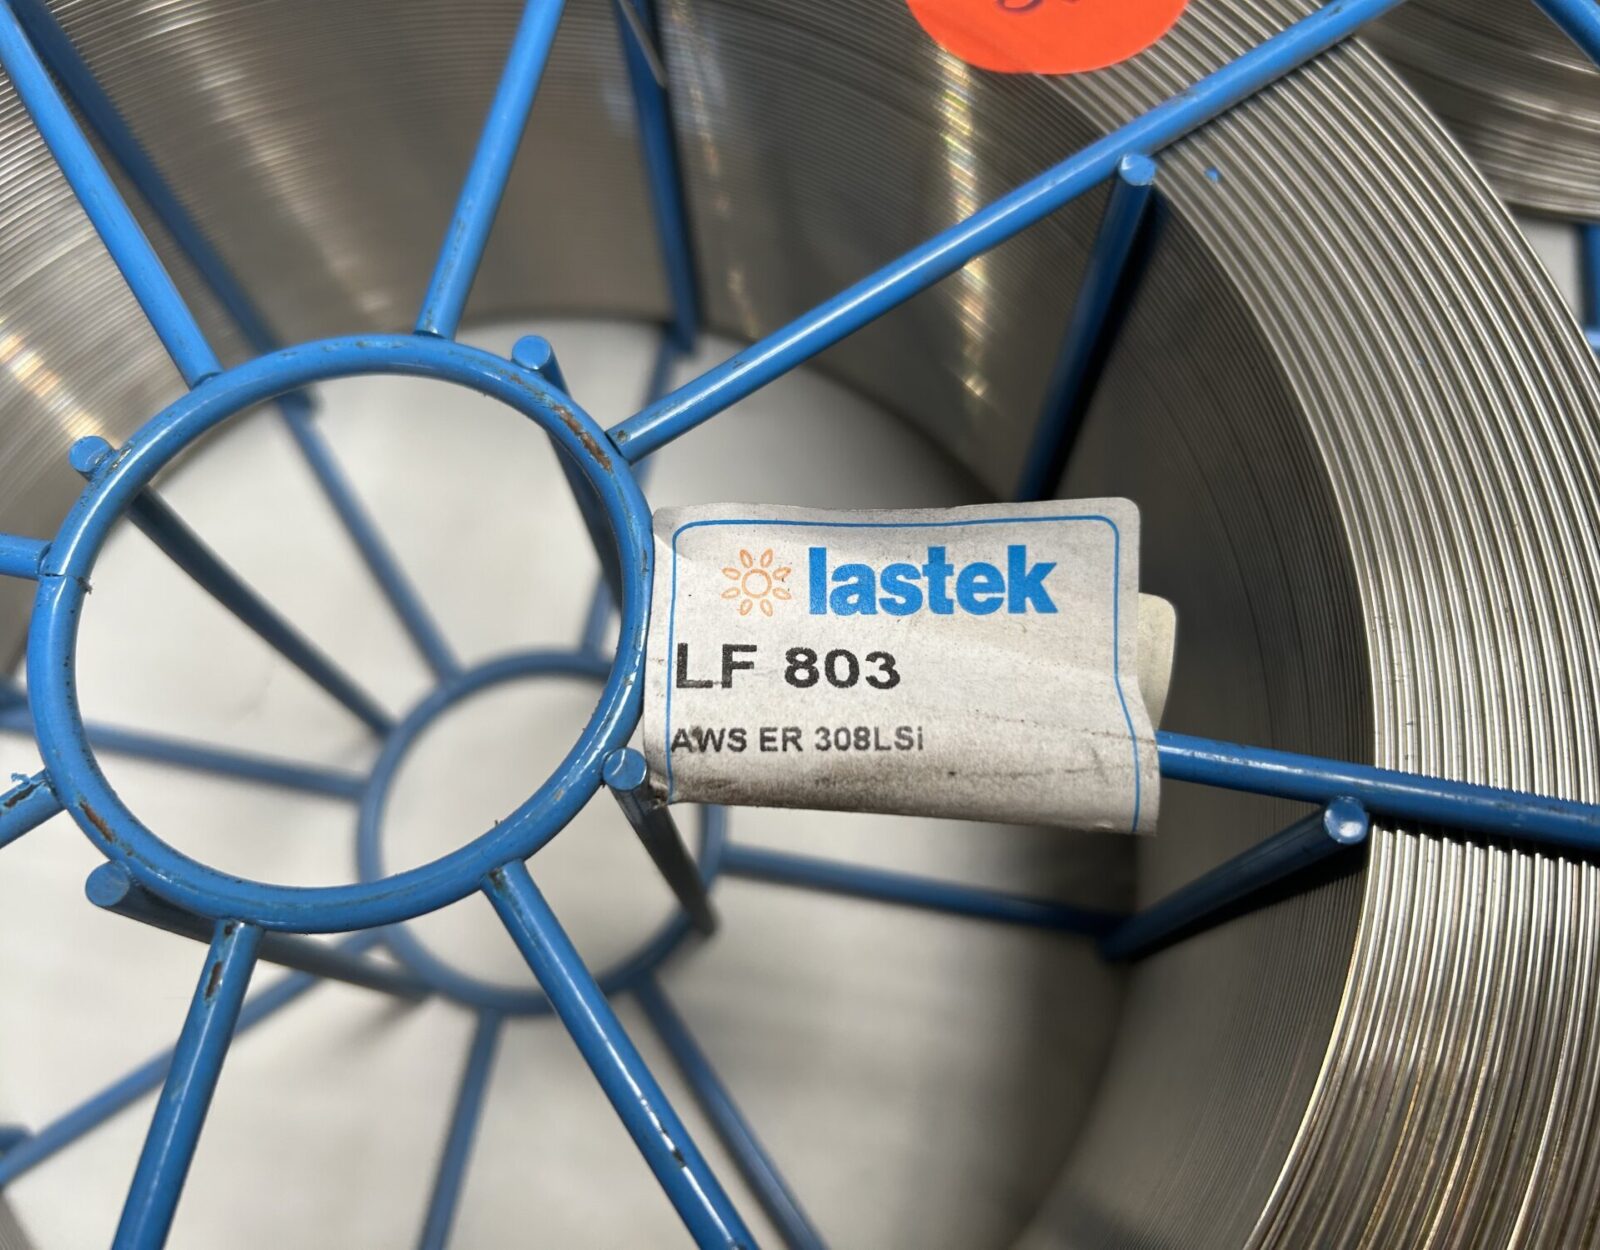 lastek
LF 803
AWS ER 308LSi